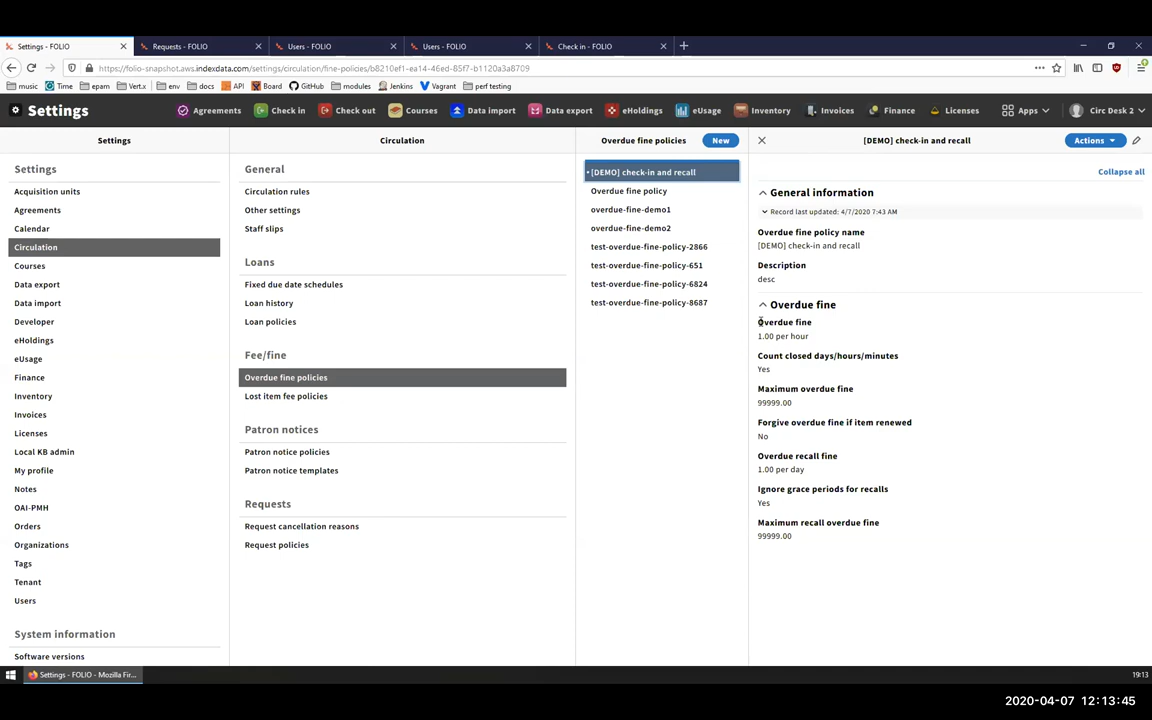 Settings - FOLIO
Requests - FOLIO
Users - FOLIO
Users - FOLIO
Check in - FOLIO
https://folio-snapshot.aws.indexdata.com/settings/circulation/fine-policies/b8210ef1-ea14-46ed-85f7-b1120a3a8709
music
Time
epam
Vert.x
env
docs
API
Board
GitHub
modules
Jenkins
Vagrant
perf testing
Settings
Agreements
Check in
Check out
Courses
Data import
Data export
eHoldings
eUsage
Inventory
Invoices
Finance
Licenses
Apps
Circ Desk 2
Settings
Circulation
Overdue fine policies
New
[DEMO] check-in and recall
Actions
Settings
Acquisition units
Agreements
Calendar
Circulation
Courses
Data export
Data import
Developer
eHoldings
eUsage
Finance
Inventory
Invoices
Licenses
Local KB admin
My profile
Notes
OAI-PMH
Orders
Organizations
Tags
Tenant
Users
System information
Software versions
General
Circulation rules
Other settings
Staff slips
Loans
Fixed due date schedules
Loan history
Loan policies
Fee/fine
Overdue fine policies
Lost item fee policies
Patron notices
Patron notice policies
Patron notice templates
Requests
Request cancellation reasons
Request policies
• [DEMO] check-in and recall
Overdue fine policy
overdue-fine-demo1
overdue-fine-demo2
test-overdue-fine-policy-2866
test-overdue-fine-policy-651
test-overdue-fine-policy-6824
test-overdue-fine-policy-8687
Collapse all
General information
Record last updated: 4/7/2020 7:43 AM
Overdue fine policy name
[DEMO] check-in and recall
Description
desc
Overdue fine
Overdue fine
1.00 per hour
Count closed days/hours/minutes
Yes
Maximum overdue fine
99999.00
Forgive overdue fine if item renewed
No
Overdue recall fine
1.00 per day
Ignore grace periods for recalls
Yes
Maximum recall overdue fine
99999.00
Settings - FOLIO - Mozilla Fir...
19:13
2020-04-07 12:13:45